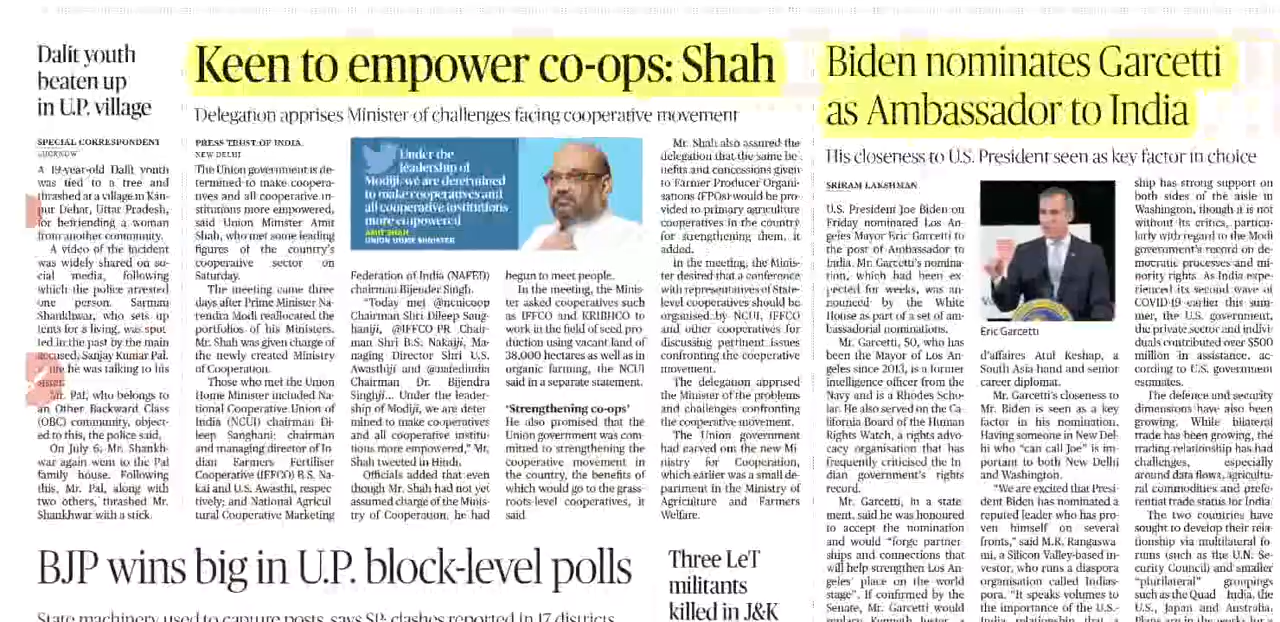 Dalit youth
beaten up
in U.P. village
SPECIAL CORRESPONDENT
LUCKNOW
A 19-year-old Dalit youth
was tied to a tree and
thrashed at a village in Kan-
pur Dehat, Uttar Pradesh,
for befriending a woman
from another community.
A video of the incident
was widely shared on so-
cial media, following
which the police arrested
one person. Sarman
Shankhwar, who sets up
tents for a living, was spot-
ted in the past by the main
accused, Sanjay Kumar Pal,
while he was talking to his
sister.
Mr. Pal, who belongs to
an Other Backward Class
(OBC) community, object-
ed to this, the police said.
On July 6, Mr. Shankh-
war again went to the Pal
family house. Following
this, Mr. Pal, along with
two others, thrashed Mr.
Shankhwar with a stick.
Keen to empower co-ops: Shah
Delegation apprises Minister of challenges facing cooperative movement
PRESS TRUST OF INDIA
NEW DELHI
The Union government is de-
termined to make coopera-
tives and all cooperative in-
stitutions more empowered,
said Union Minister Amit
Shah, who met some leading
figures of the country's
cooperative sector on
Saturday.
The meeting came three
days after Prime Minister Na-
rendra Modi reallocated the
portfolios of his Ministers.
Mr. Shah was given charge of
the newly created Ministry
of Cooperation.
Those who met the Union
Home Minister included Na-
tional Cooperative Union of
India (NCUI) chairman Di-
leep Sanghani; chairman
and managing director of In-
dian Farmers Fertiliser
Cooperative (IFFCO) B.S. Na-
kai and U.S. Awasthi, respec-
tively; and National Agricul-
tural Cooperative Marketing
Under the
leadership of
Modiji, we are determined
to make cooperatives and
all cooperative institutions
more empowered
AMIT SHAH
UNION HOME MINISTER
Federation of India (NAFED)
chairman Bijender Singh.
"Today met @ncuicoop
Chairman Shri Dileep Sang-
haniji, @IFFCO PR Chair-
man Shri B.S. Nakaiji, Ma-
naging Director Shri U.S.
Awasthiji and @nafedindia
Chairman Dr. Bijendra
Singhji... Under the leader-
ship of Modiji, we are deter
mined to make cooperatives
and all cooperative institu-
tions more empowered," Mr.
Shah tweeted in Hindi.
Officials added that even
though Mr. Shah had not yet
assumed charge of the Minis-
try of Cooperation, he had
begun to meet people.
In the meeting, the Minis-
ter asked cooperatives such
as IFFCO and KRIBHCO to
work in the field of seed pro-
duction using vacant land of
38,000 hectares as well as in
organic farming, the NCUI
said in a separate statement.
'Strengthening co-ops'
He also promised that the
Union government was com-
mitted to strengthening the
cooperative movement in
the country, the benefits of
which would go to the grass-
roots-level cooperatives, it
said.
Mr. Shah also assured the
delegation that the same be-
nefits and concessions given
to Farmer Producer Organi-
sations (FPOs) would be pro-
vided to primary agriculture
cooperatives in the country
for strengthening them, it
added.
In the meeting, the Minis-
ter desired that a conference
with representatives of State-
level cooperatives should be
organised by NCUI, IFFCO
and other cooperatives for
discussing pertinent issues
confronting the cooperative
movement.
The delegation apprised
the Minister of the problems
and challenges confronting
the cooperative movement.
The Union government
had carved out the new Mi-
nistry for Cooperation,
which earlier was a small de-
partment in the Ministry of
Agriculture and Farmers
Welfare.
Biden nominates Garcetti
as Ambassador to India
His closeness to U.S. President seen as key factor in choice
SRIRAM LAKSHMAN
U.S. President Joe Biden on
Friday nominated Los An-
geles Mayor Eric Garcetti to
the post of Ambassador to
India. Mr. Garcetti's nomina-
tion, which had been ex-
pected for weeks, was an-
nounced by the White
House as part of a set of am-
bassadorial nominations.
Mr. Garcetti, 50, who has
been the Mayor of Los An-
geles since 2013, is a former
intelligence officer from the
Navy and is a Rhodes Scho-
lar. He also served on the Ca-
lifornia Board of the Human
Rights Watch, a rights advo-
cacy organisation that has
frequently criticised the In-
dian government's rights
record.
Mr. Garcetti, in a state-
ment, said he was honoured
to accept the nomination
and would "forge partner-
ships and connections that
will help strengthen Los An-
geles' place on the world
stage". If confirmed by the
Senate, Mr. Garcetti would
replace Kenneth Juster, a
Eric Garcetti
d'affaires Atul Keshap, a
South Asia hand and senior
career diplomat.
Mr. Garcetti's closeness to
Mr. Biden is seen as a key
factor in his nomination.
Having someone in New Del-
hi who "can call Joe" is im-
portant to both New Delhi
and Washington.
"We are excited that Presi-
dent Biden has nominated a
reputed leader who has pro-
ven himself on several
fronts," said M.R. Rangaswa-
mi, a Silicon Valley-based in-
vestor, who runs a diaspora
organisation called Indias-
pora. "It speaks volumes to
the importance of the U.S.-
India relationship that a
ship has strong support on
both sides of the aisle in
Washington, though it is not
without its critics, particu-
larly with regard to the Modi
government's record on de-
mocratic processes and mi-
nority rights. As India expe-
rienced its second wave of
COVID-19 earlier this sum-
mer, the U.S. government,
the private sector and indivi-
duals contributed over $500
million in assistance, ac-
cording to U.S. government
estimates.
The defence and security
dimensions have also been
growing. While bilateral
trade has been growing, the
trading relationship has had
challenges, especially
around data flows, agricultu-
ral commodities and prefe-
rential trade status for India.
The two countries have
sought to develop their rela-
tionship via multilateral fo-
rums (such as the U.N. Se-
curity Council) and smaller
"plurilateral" groupings
such as the Quad – India, the
U.S., Japan and Australia.
BJP wins big in U.P. block-level polls
State machinery used to capture posts, says SP; clashes reported in 17 districts
Three LeT
militants
killed in J&K